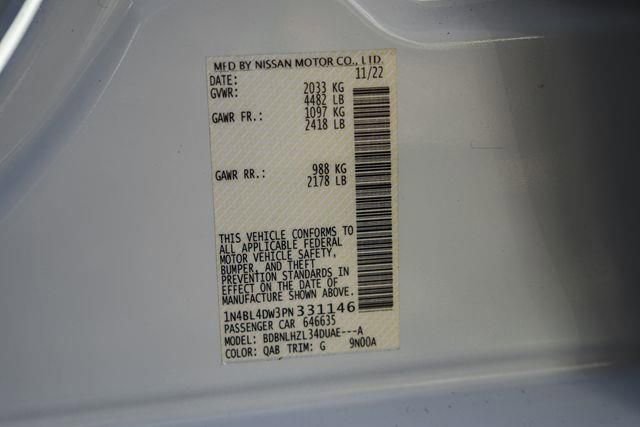 MFD BY NISSAN MOTOR CO., LTD.
DATE: 11/22
GVWR: 2033 KG
4482 LB
GAWR FR.: 1097 KG
2418 LB
GAWR RR.: 988 KG
2178 LB
THIS VEHICLE CONFORMS TO
ALL APPLICABLE FEDERAL
MOTOR VEHICLE SAFETY,
BUMPER, AND THEFT
PREVENTION STANDARDS IN
EFFECT ON THE DATE OF
MANUFACTURE SHOWN ABOVE.
1N4BL4DW3PN331146
PASSENGER CAR 646635
MODEL: BDBNLHZL34DUAE---A
COLOR: QAB TRIM: G 9N00A